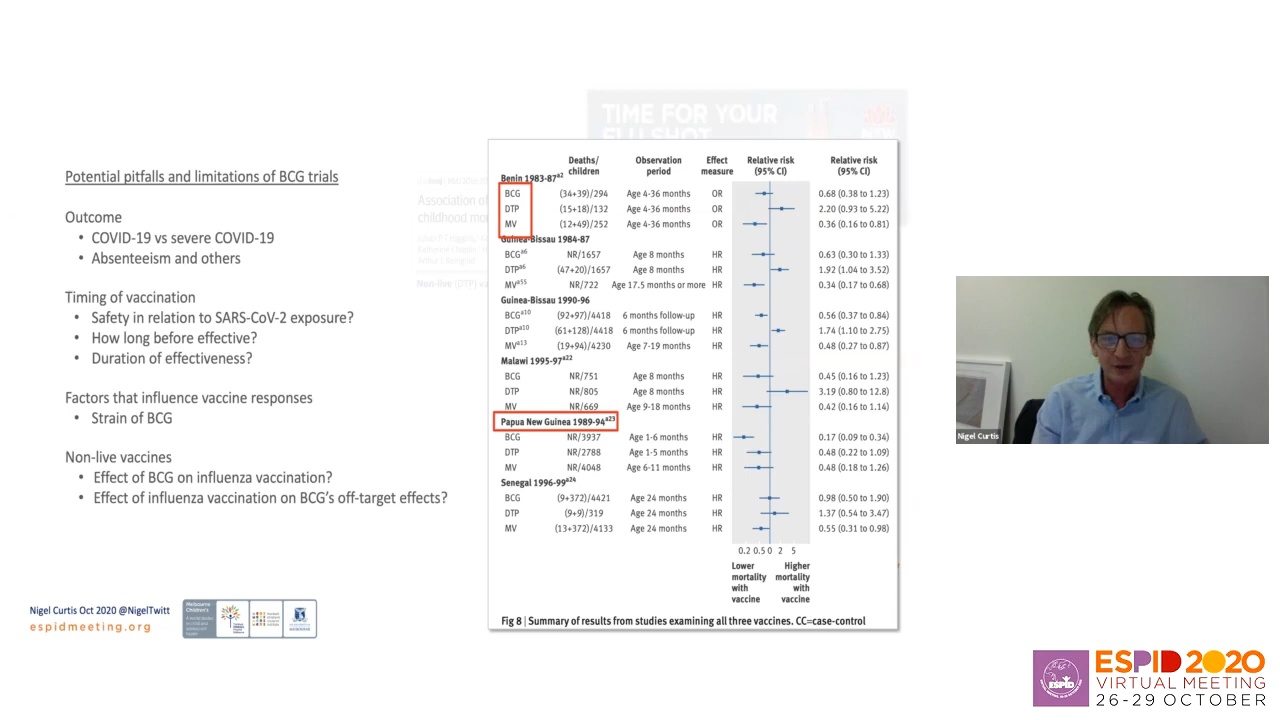 Potential pitfalls and limitations of BCG trials
Outcome
• COVID-19 vs severe COVID-19
• Absenteeism and others
Timing of vaccination
• Safety in relation to SARS-CoV-2 exposure?
• How long before effective?
• Duration of effectiveness?
Factors that influence vaccine responses
• Strain of BCG
Non-live vaccines
• Effect of BCG on influenza vaccination?
• Effect of influenza vaccination on BCG's off-target effects?
Nigel Curtis Oct 2020 @NigelTwitt
espidmeeting.org
TIME FOR YOUR
FLU SHOT
NSW
Association of
childhood mo
Non-live (DTP) va
Deaths/ children Observation period Effect measure Relative risk (95% CI) Relative risk (95% CI)
Benin 1983-87a2
BCG (34+39)/294 Age 4-36 months OR 0.68 (0.38 to 1.23)
DTP (15+18)/132 Age 4-36 months OR 2.20 (0.93 to 5.22)
MV (12+49)/252 Age 4-36 months OR 0.36 (0.16 to 0.81)
Guinea-Bissau 1984-87
BCGa6 NR/1657 Age 8 months HR 0.63 (0.30 to 1.33)
DTPa6 (47+20)/1657 Age 8 months HR 1.92 (1.04 to 3.52)
MVa55 NR/722 Age 17.5 months or more HR 0.34 (0.17 to 0.68)
Guinea-Bissau 1990-96
BCGa10 (92+97)/4418 6 months follow-up HR 0.56 (0.37 to 0.84)
DTPa10 (61+128)/4418 6 months follow-up HR 1.74 (1.10 to 2.75)
MVa13 (19+94)/4230 Age 7-19 months HR 0.48 (0.27 to 0.87)
Malawi 1995-97a22
BCG NR/751 Age 8 months HR 0.45 (0.16 to 1.23)
DTP NR/805 Age 8 months HR 3.19 (0.80 to 12.8)
MV NR/669 Age 9-18 months HR 0.42 (0.16 to 1.14)
Papua New Guinea 1989-94a23
BCG NR/3937 Age 1-6 months HR 0.17 (0.09 to 0.34)
DTP NR/2788 Age 1-5 months HR 0.48 (0.22 to 1.09)
MV NR/4048 Age 6-11 months HR 0.48 (0.18 to 1.26)
Senegal 1996-99a24
BCG (9+372)/4421 Age 24 months HR 0.98 (0.50 to 1.90)
DTP (9+9)/319 Age 24 months HR 1.37 (0.54 to 3.47)
MV (13+372)/4133 Age 24 months HR 0.55 (0.31 to 0.98)
0.2 0.5 0 2 5
Lower mortality with vaccine Higher mortality with vaccine
Fig 8 | Summary of results from studies examining all three vaccines. CC=case-control
Nigel Curtis
ESPID
ESPID 2020
VIRTUAL MEETING
26-29 OCTOBER